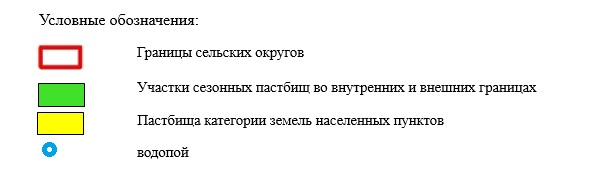 Условные обозначения:
Границы сельских округов
Участки сезонных пастбищ во внутренних и внешних границах
Пастбища категории земель населенных пунктов
водопой